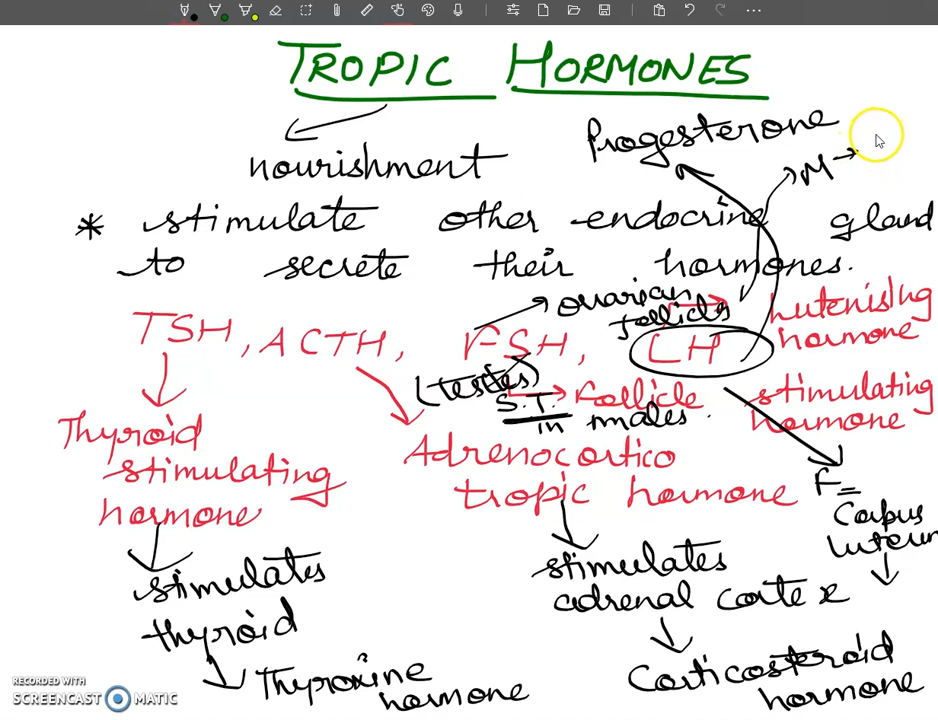 TROPIC HORMONES
Progesterone
nourishment
M →
* stimulate other endocrine gland
to secrete their hormones.
ovarian
follicles
TSH, ACTH, FSH, LH
Lutenising
hormone
(testes)
S.T.
in males.
Follicle stimulating
hormone
Thyroid
stimulating
hormone
Adrenocortico
tropic hormone
F =
Corpus
luteum
stimulates
thyroid
stimulates
adrenal cortex
Thyroxine
hormone
Corticosteroid
hormone
RECORDED WITH
SCREENCAST MATIC